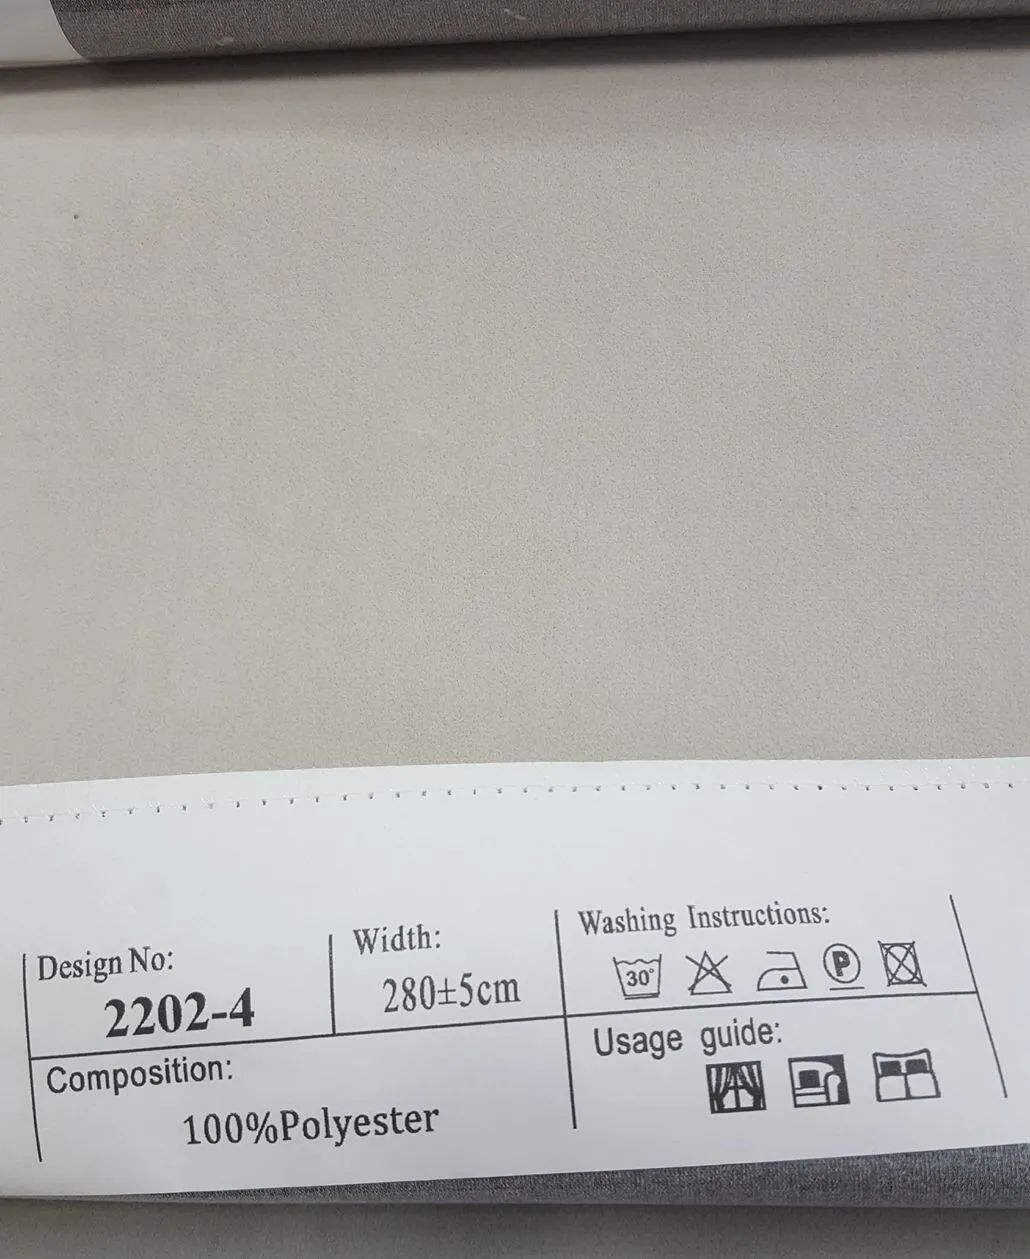 Design No:
2202-4
Width:
280±5cm
Washing Instructions:
30°
P
Composition:
100%Polyester
Usage guide: